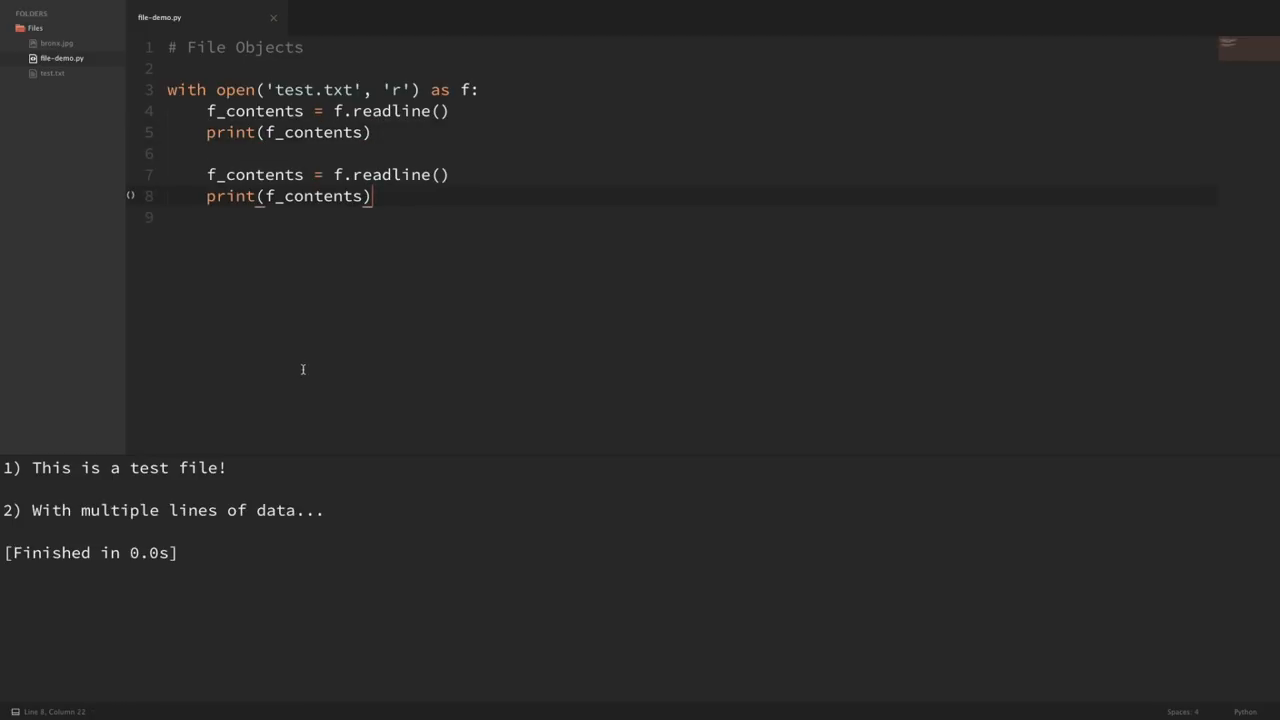 FOLDERS
Files
bronx.jpg
file-demo.py
test.txt
file-demo.py ×
1 # File Objects
2
3 with open('test.txt', 'r') as f:
4 f_contents = f.readline()
5 print(f_contents)
6
7 f_contents = f.readline()
() 8 print(f_contents)
9
1) This is a test file!
2) With multiple lines of data...
[Finished in 0.0s]
Line 8, Column 22
Spaces: 4
Python